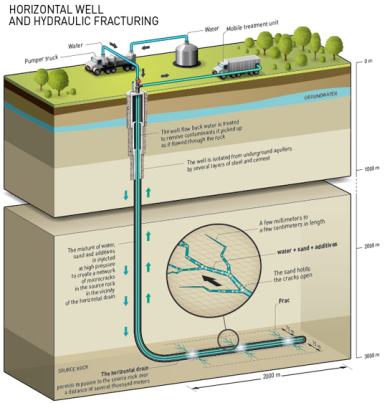 HORIZONTAL WELL
AND HYDRAULIC FRACTURING
Water
Water
Mobile treatment unit
Pumper truck
0 m
GROUNDWATER
The well flow back water is treated
to remove contaminants it picked up
as it flowed through the rock
The well is isolated from underground aquifers
by several layers of steel and cement
1000 m
A few millimeters to
a few centimeters in length
The mixture of water,
sand and additives,
is injected
at high pressure
to create a network
of microcracks
in the source rock
in the vicinity
of the horizontal drain
water + sand + additives
2000 m
The sand holds
the cracks open
Frac
SOURCE ROCK
The horizontal drain
permits exposion to the source rock over
a distance of several thousand meters
2000 m
3000 m